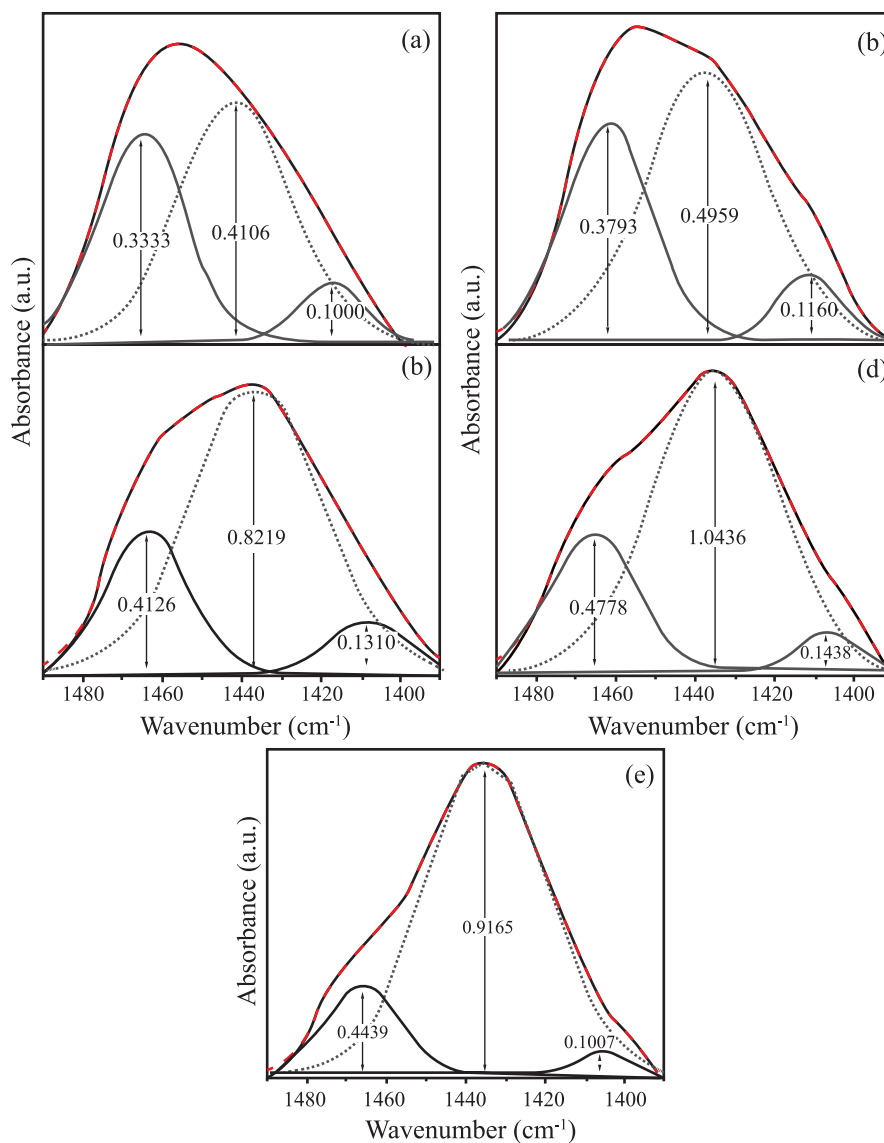 (a)
0.3333
0.4106
0.1000
Absorbance (a.u.)
(b)
0.3793
0.4959
0.1160
Absorbance (a.u.)
(b)
0.4126
0.8219
0.1310
1480 1460 1440 1420 1400
Wavenumber (cm⁻¹)
(d)
0.4778
1.0436
0.1438
1480 1460 1440 1420 1400
Wavenumber (cm⁻¹)
(e)
0.4439
0.9165
0.1007
Absorbance (a.u.)
1480 1460 1440 1420 1400
Wavenumber (cm⁻¹)